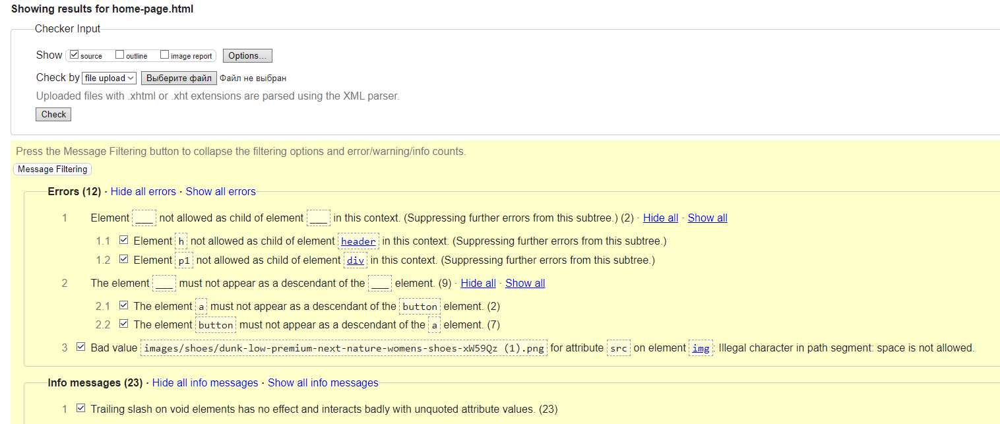 Showing results for home-page.html
Checker Input
Show source outline image report Options...
Check by file upload Выберите файл Файл не выбран
Uploaded files with .xhtml or .xht extensions are parsed using the XML parser.
Check
Press the Message Filtering button to collapse the filtering options and error/warning/info counts.
Message Filtering
Errors (12) · Hide all errors · Show all errors
1 Element ___ not allowed as child of element ___ in this context. (Suppressing further errors from this subtree.) (2) · Hide all · Show all
1.1 Element h not allowed as child of element header in this context. (Suppressing further errors from this subtree.)
1.2 Element p1 not allowed as child of element div in this context. (Suppressing further errors from this subtree.)
2 The element ___ must not appear as a descendant of the ___ element. (9) · Hide all · Show all
2.1 The element a must not appear as a descendant of the button element. (2)
2.2 The element button must not appear as a descendant of the a element. (7)
3 Bad value images/shoes/dunk-low-premium-next-nature-womens-shoes-xW59Qz (1).png for attribute src on element img: Illegal character in path segment: space is not allowed.
Info messages (23) · Hide all info messages · Show all info messages
1 Trailing slash on void elements has no effect and interacts badly with unquoted attribute values. (23)